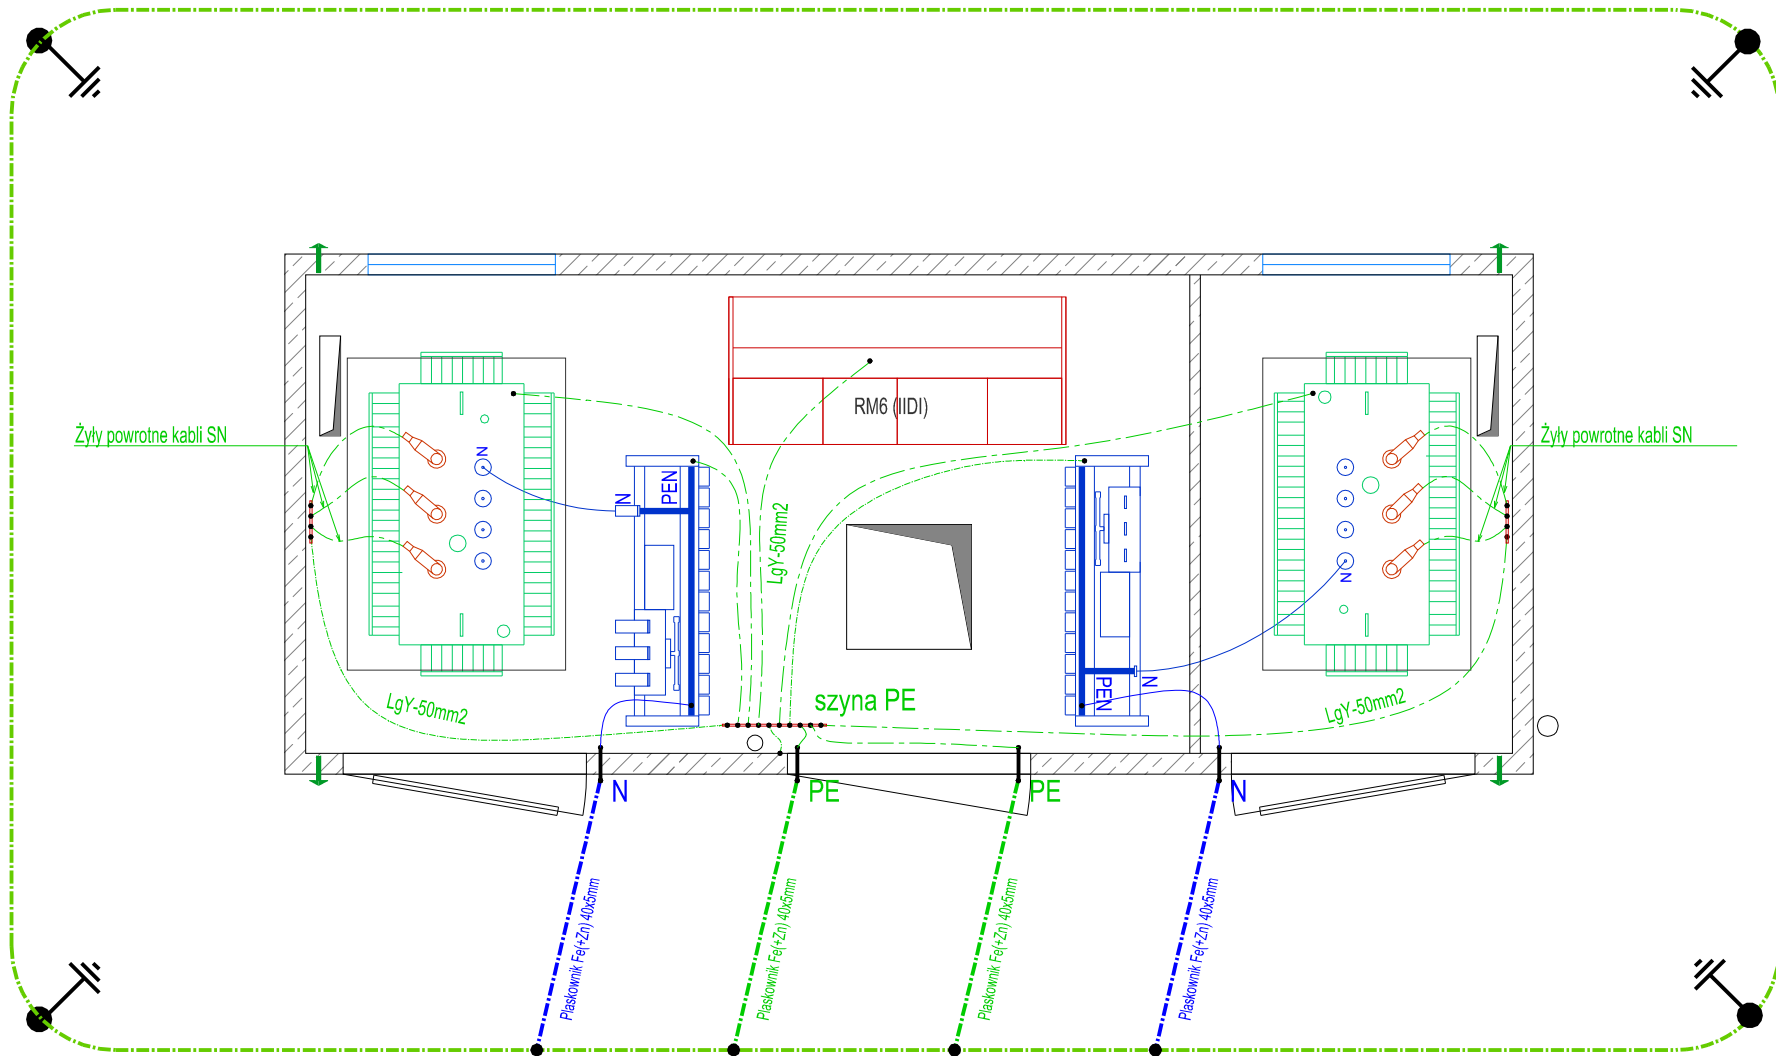 RM6 (IIDI)
Żyły powrotne kabli SN
Żyły powrotne kabli SN
N
N
PEN
LgY-50mm2
N
PEN
N
LgY-50mm2
szyna PE
LgY-50mm2
N
PE
PE
N
Płaskownik Fe(+Zn) 40x5mm
Płaskownik Fe(+Zn) 40x5mm
Płaskownik Fe(+Zn) 40x5mm
Płaskownik Fe(+Zn) 40x5mm